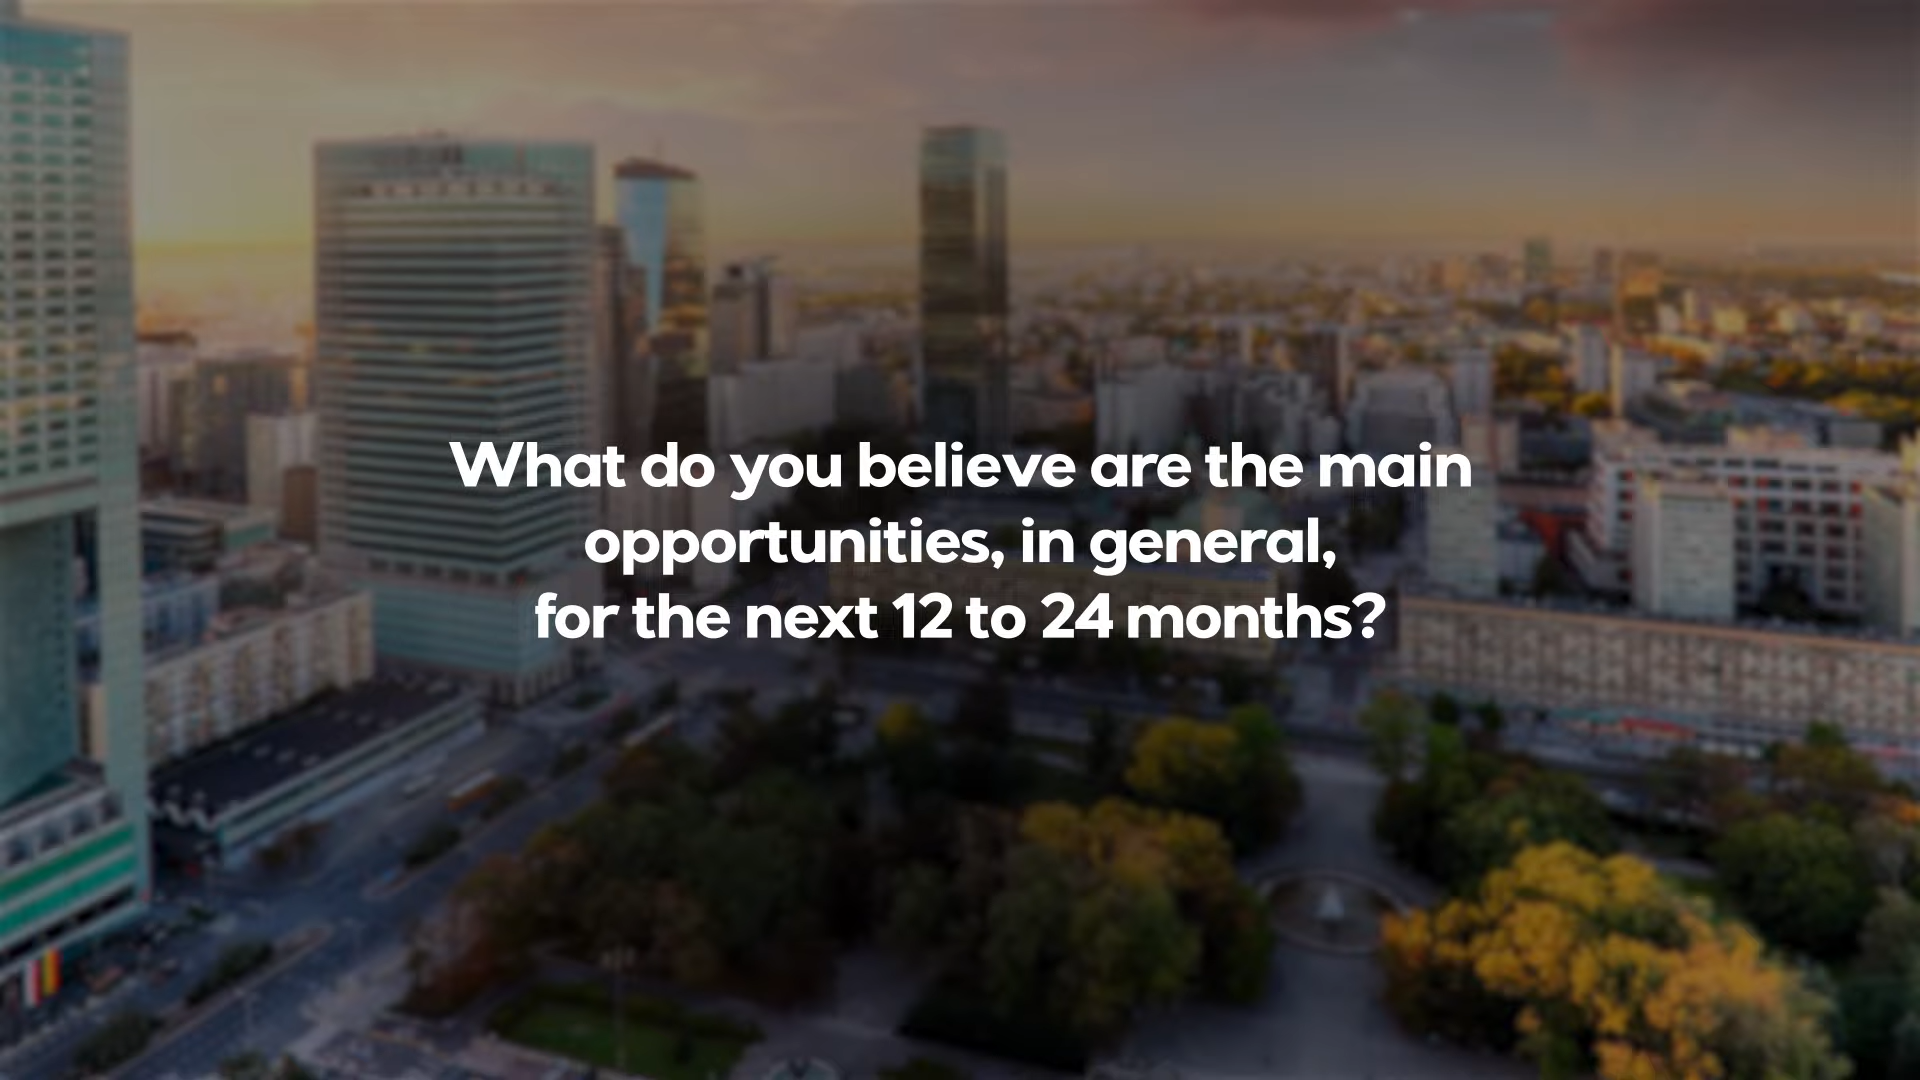 What do you believe are the main
opportunities, in general,
for the next 12 to 24 months?